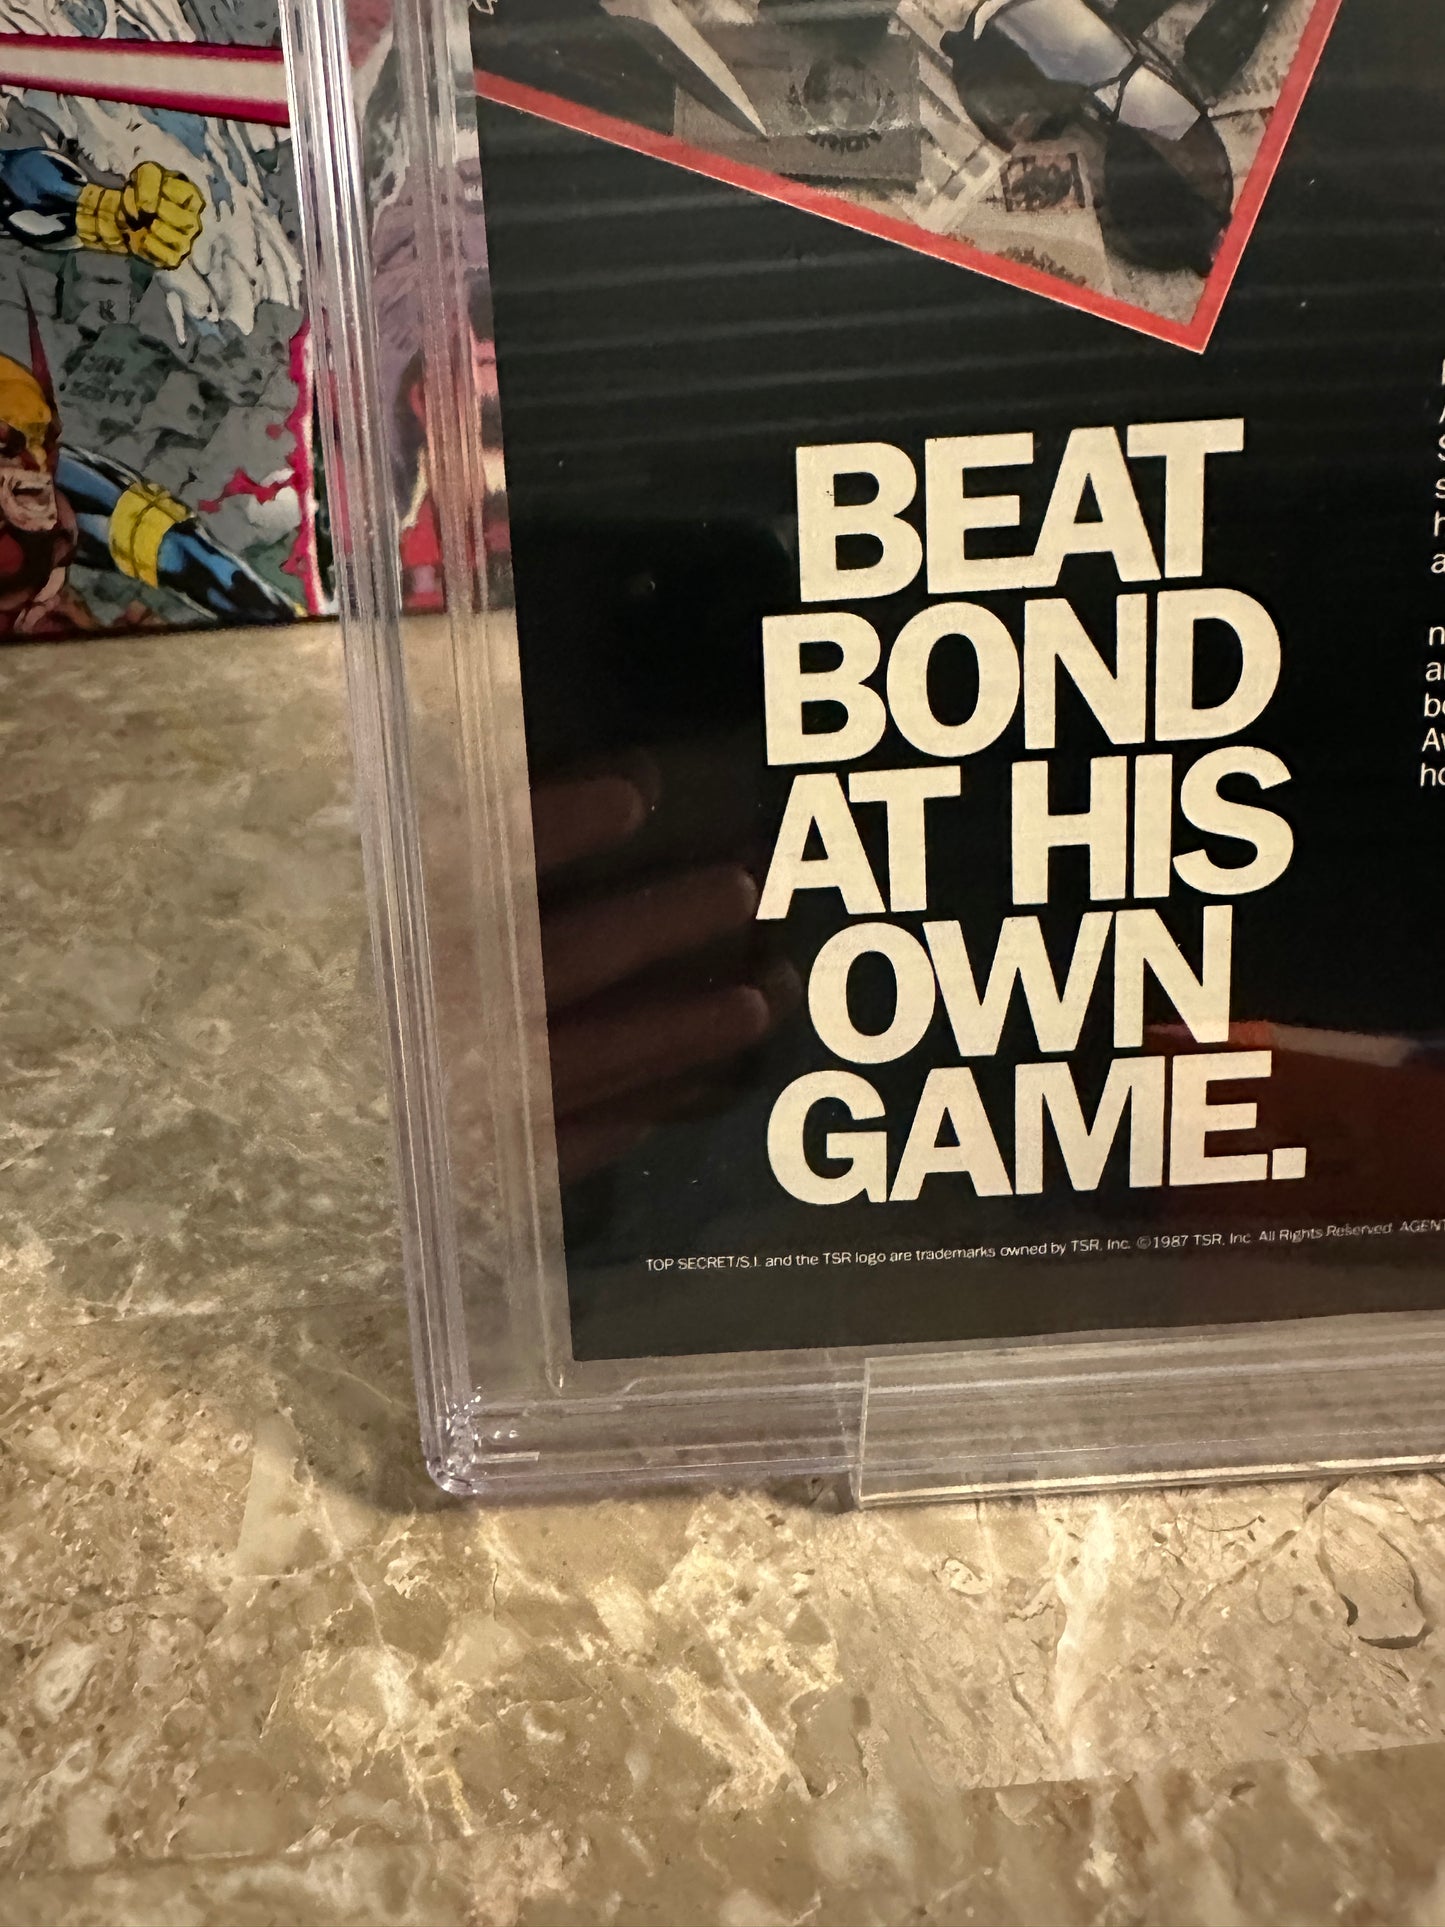 BEAT
BOND
AT HIS
OWN
GAME.
TOP SECRET/S.I. and the TSR logo are trademarks owned by TSR, Inc. ©1987 TSR, Inc. All Rights Reserved. AGENT